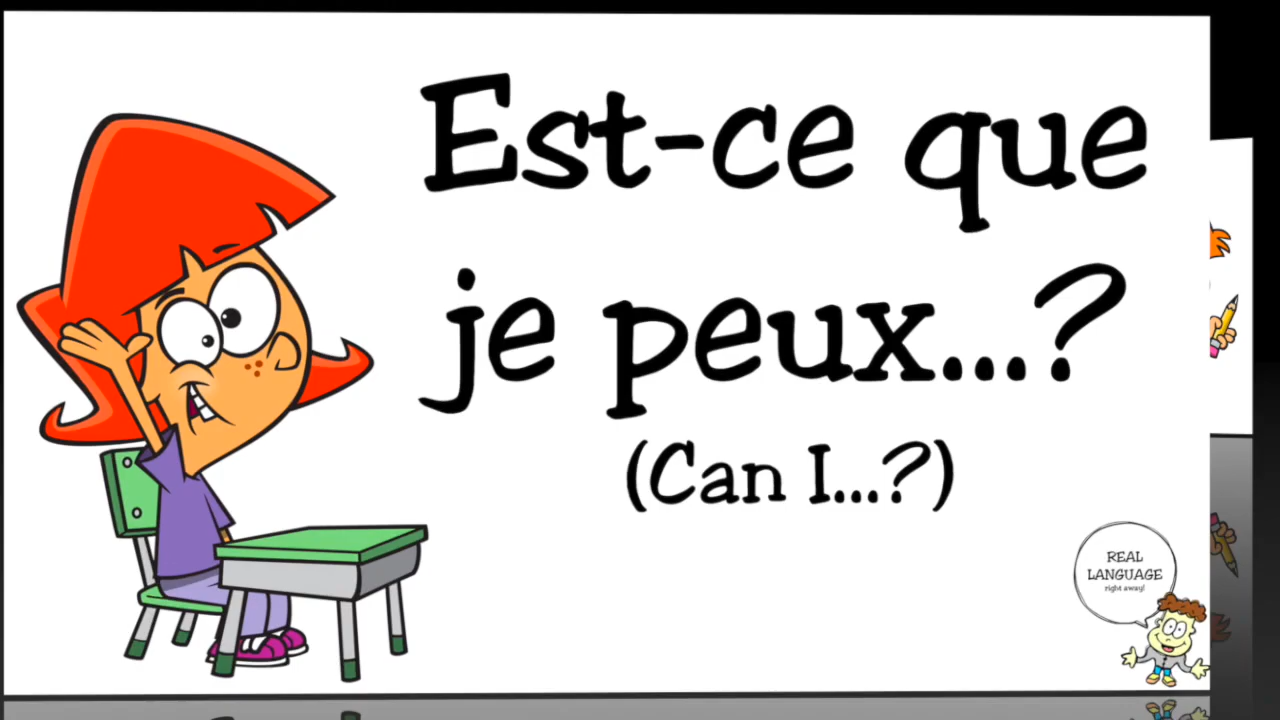 Est-ce que
je peux...?
(Can I...?)
REAL
LANGUAGE
right away!